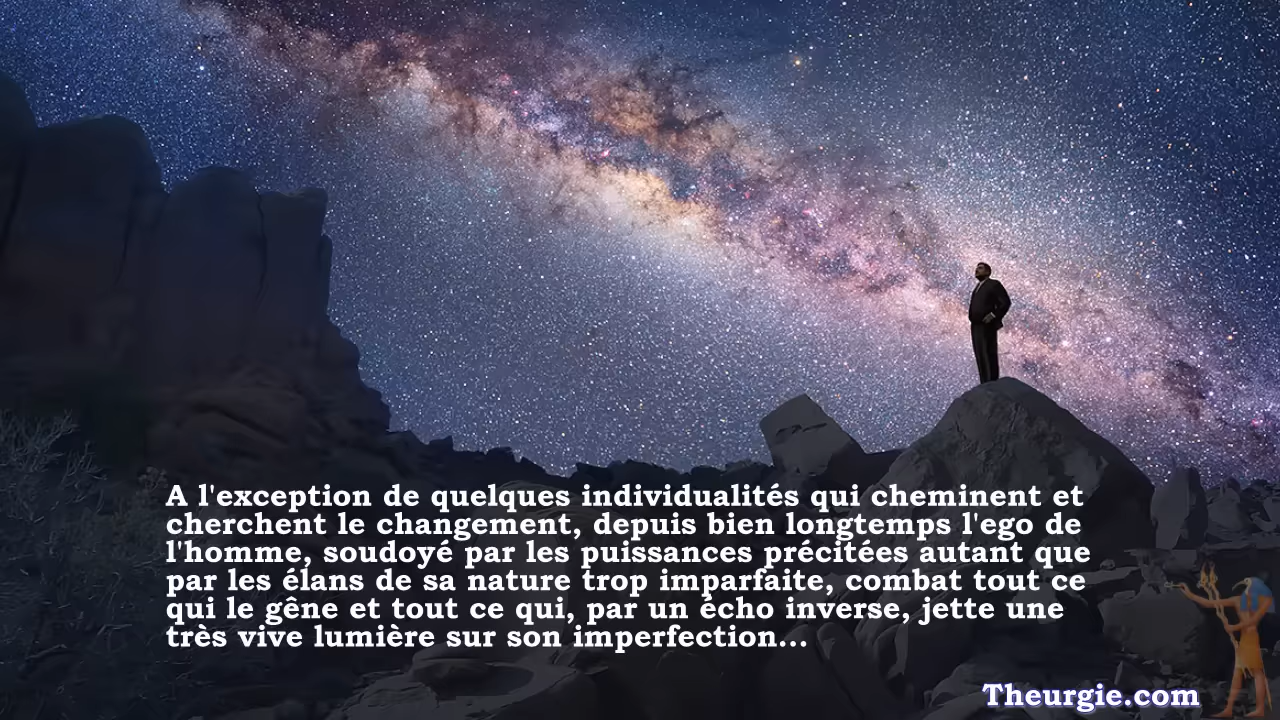 A l'exception de quelques individualités qui cheminent et
cherchent le changement, depuis bien longtemps l'ego de
l'homme, soudoyé par les puissances précitées autant que
par les élans de sa nature trop imparfaite, combat tout ce
qui le gêne et tout ce qui, par un écho inverse, jette une
très vive lumière sur son imperfection...
Theurgie.com